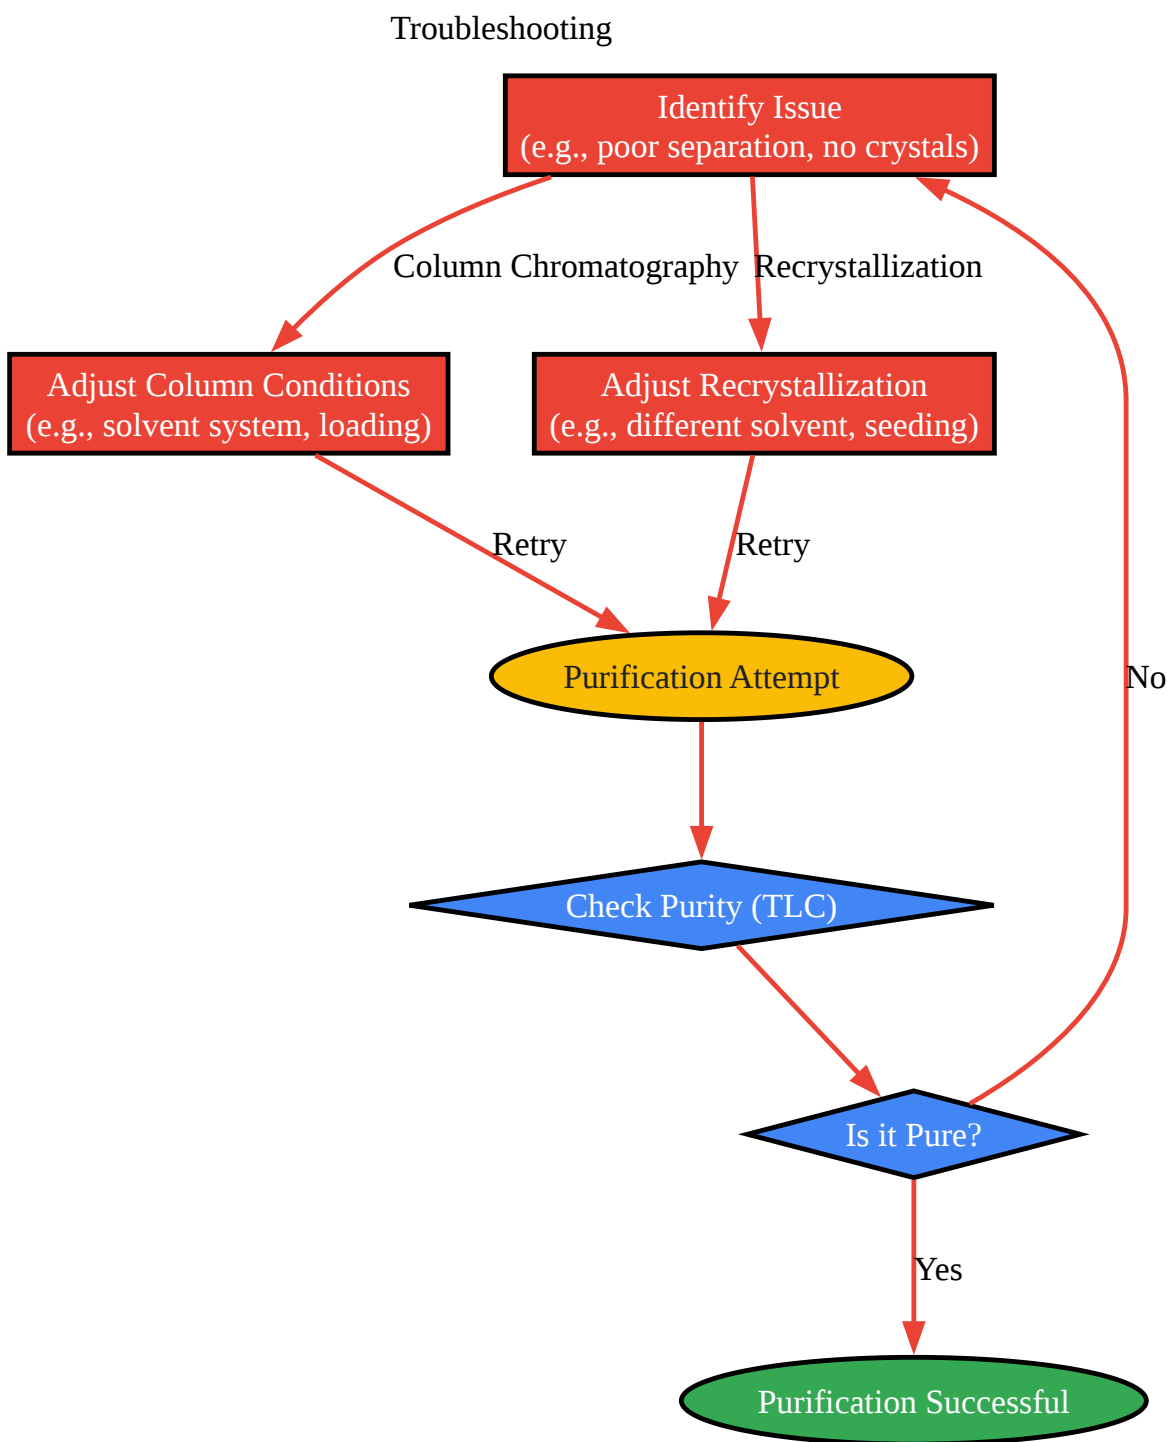 Troubleshooting
Identify Issue
(e.g., poor separation, no crystals)
Column Chromatography
Recrystallization
Adjust Column Conditions
(e.g., solvent system, loading)
Adjust Recrystallization
(e.g., different solvent, seeding)
Retry
Retry
Purification Attempt
No
Check Purity (TLC)
Is it Pure?
Yes
Purification Successful